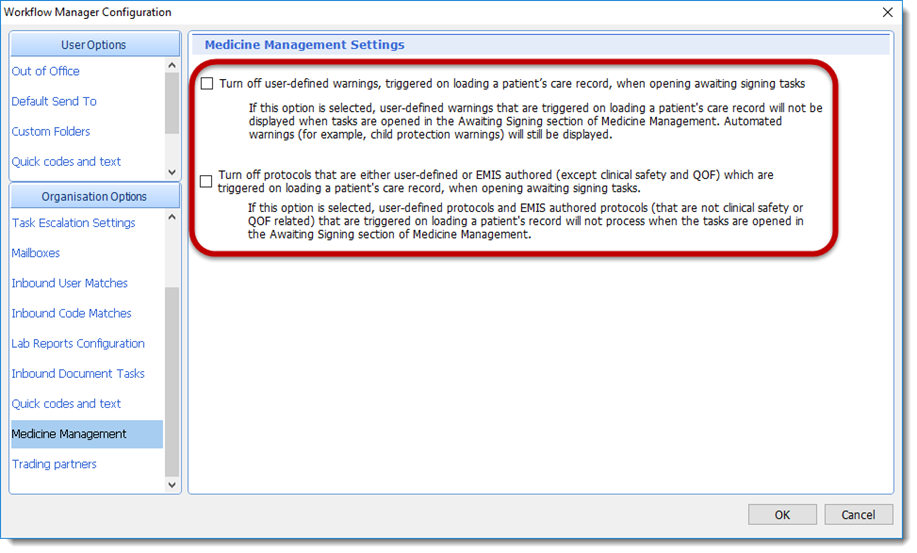 Workflow Manager Configuration
User Options
Out of Office
Default Send To
Custom Folders
Quick codes and text
Organisation Options
Task Escalation Settings
Mailboxes
Inbound User Matches
Inbound Code Matches
Lab Reports Configuration
Inbound Document Tasks
Quick codes and text
Medicine Management
Trading partners
Medicine Management Settings
Turn off user-defined warnings, triggered on loading a patient's care record, when opening awaiting signing tasks
If this option is selected, user-defined warnings that are triggered on loading a patient's care record will not be
displayed when tasks are opened in the Awaiting Signing section of Medicine Management. Automated
warnings (for example, child protection warnings) will still be displayed.
Turn off protocols that are either user-defined or EMIS authored (except clinical safety and QOF) which are
triggered on loading a patient's care record, when opening awaiting signing tasks.
If this option is selected, user-defined protocols and EMIS authored protocols (that are not clinical safety or
QOF related) that are triggered on loading a patient's record will not process when the tasks are opened in
the Awaiting Signing section of Medicine Management.
OK
Cancel